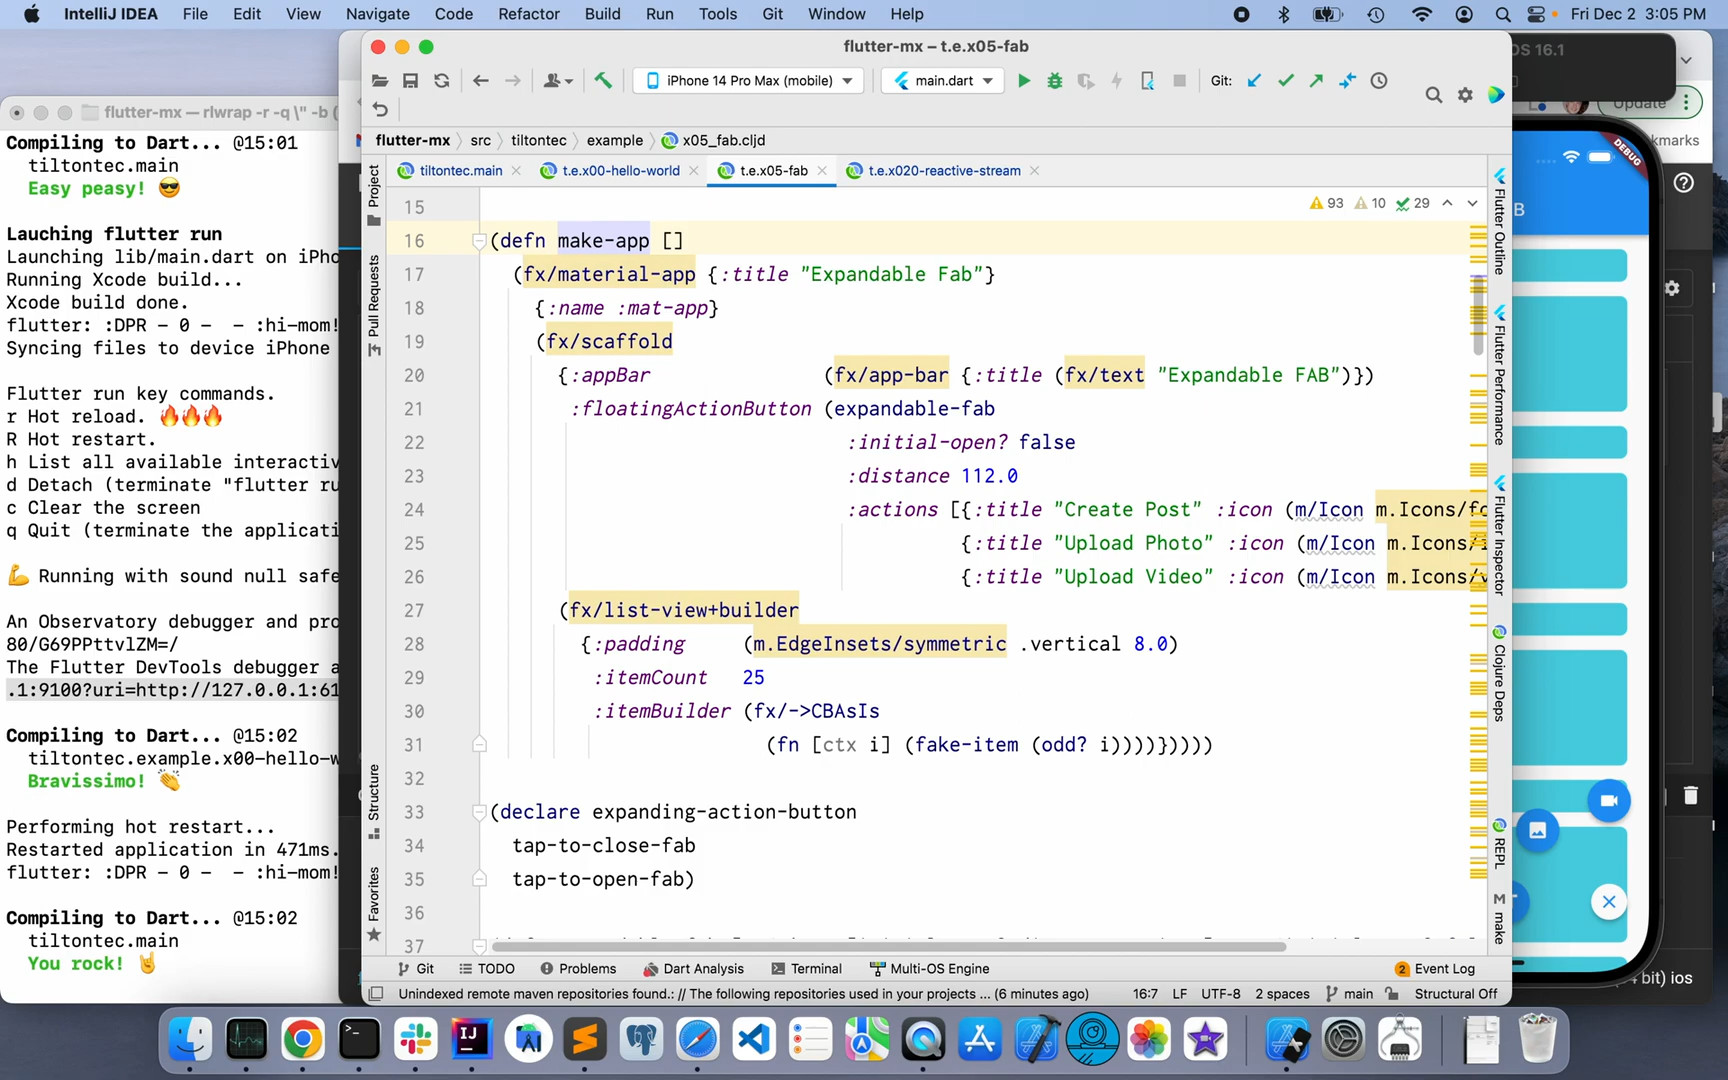 IntelliJ IDEA File Edit View Navigate Code Refactor Build Run Tools Git Window Help Fri Dec 2 3:05 PM
flutter-mx – t.e.x05-fab
OS 16.1
iPhone 14 Pro Max (mobile) main.dart Git:
Update
flutter-mx — rlwrap -r -q \" -b (
flutter-mx src tiltontec example x05_fab.cljd
tiltontec.main t.e.x00-hello-world t.e.x05-fab t.e.x020-reactive-stream
93 10 29
Compiling to Dart... @15:01
tiltontec.main
Easy peasy! 😎
Lauching flutter run
Launching lib/main.dart on iPho
Running Xcode build...
Xcode build done.
flutter: :DPR – 0 – – :hi-mom!
Syncing files to device iPhone
Flutter run key commands.
r Hot reload. 🔥🔥🔥
R Hot restart.
h List all available interactiv
d Detach (terminate "flutter ru
c Clear the screen
q Quit (terminate the applicati
💪 Running with sound null safe
An Observatory debugger and pro
80/G69PPttvlZM=/
The Flutter DevTools debugger a
.1:9100?uri=http://127.0.0.1:61
Compiling to Dart... @15:02
tiltontec.example.x00-hello-w
Bravissimo! 👏
Performing hot restart...
Restarted application in 471ms.
flutter: :DPR – 0 – – :hi-mom!
Compiling to Dart... @15:02
tiltontec.main
You rock! 🤘
Project
Pull Requests
Structure
Favorites
15
16 (defn make-app []
17 (fx/material-app {:title "Expandable Fab"}
18 {:name :mat-app}
19 (fx/scaffold
20 {:appBar (fx/app-bar {:title (fx/text "Expandable FAB")})
21 :floatingActionButton (expandable-fab
22 :initial-open? false
23 :distance 112.0
24 :actions [{:title "Create Post" :icon (m/Icon m.Icons/fo
25 {:title "Upload Photo" :icon (m/Icon m.Icons/i
26 {:title "Upload Video" :icon (m/Icon m.Icons/v
27 (fx/list-view+builder
28 {:padding (m.EdgeInsets/symmetric .vertical 8.0)
29 :itemCount 25
30 :itemBuilder (fx/->CBAsIs
31 (fn [ctx i] (fake-item (odd? i))))})))))
32
33 (declare expanding-action-button
34 tap-to-close-fab
35 tap-to-open-fab)
36
37
Flutter Outline
Flutter Performance
Flutter Inspector
Clojure Deps
REPL
make
DEBUG
B
kmarks
bit) ios
Git TODO Problems Dart Analysis Terminal Multi-OS Engine 2 Event Log
Unindexed remote maven repositories found.: // The following repositories used in your projects ... (6 minutes ago) 16:7 LF UTF-8 2 spaces main Structural Off